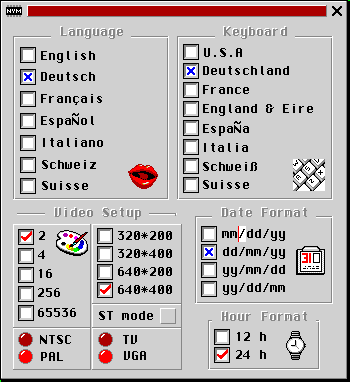 NVM
Language
English
Deutsch
Français
EspaÑol
Italiano
Schweiz
Suisse
Keyboard
U.S.A
Deutschland
France
England & Eire
EspaÑa
Italia
Schweiß
Suisse
Video Setup
2
4
16
256
65536
320*200
320*400
640*200
640*400
ST mode
NTSC
PAL
TV
VGA
Date Format
mm/dd/yy
dd/mm/yy
yy/mm/dd
yy/dd/mm
31
Hour Format
12 h
24 h